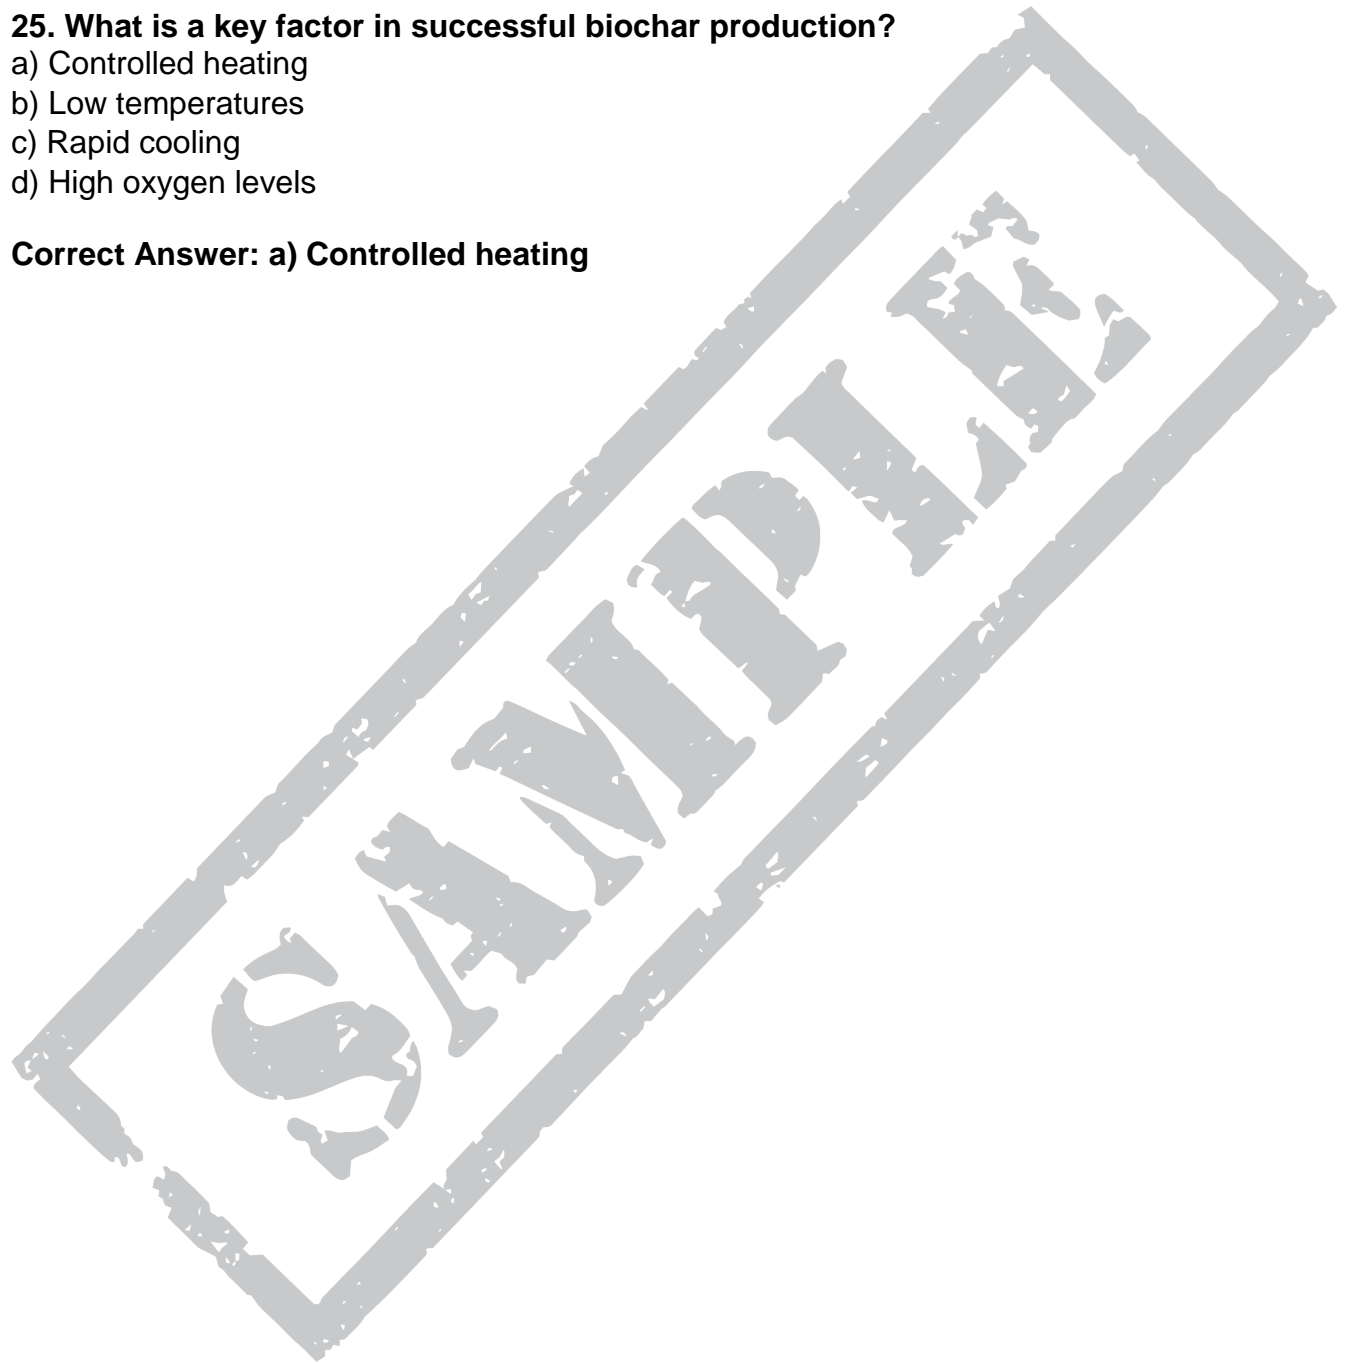 25. What is a key factor in successful biochar production?
a) Controlled heating
b) Low temperatures
c) Rapid cooling
d) High oxygen levels
Correct Answer: a) Controlled heating
SAMPLE